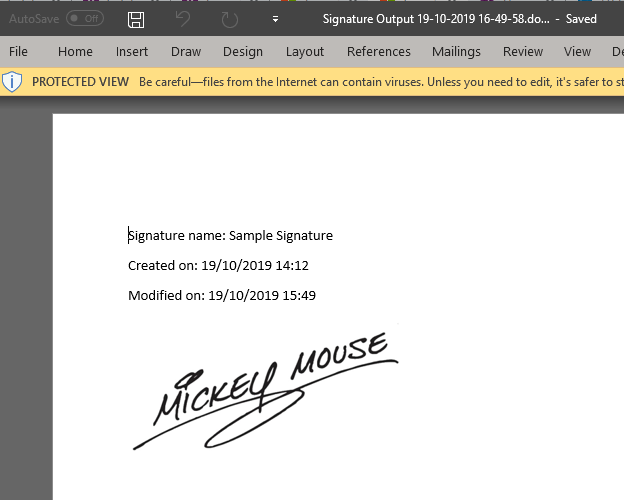 AutoSave Off Signature Output 19-10-2019 16-49-58.do... - Saved
File Home Insert Draw Design Layout References Mailings Review View De
PROTECTED VIEW Be careful—files from the Internet can contain viruses. Unless you need to edit, it's safer to st
Signature name: Sample Signature
Created on: 19/10/2019 14:12
Modified on: 19/10/2019 15:49
MICKEY MOUSE